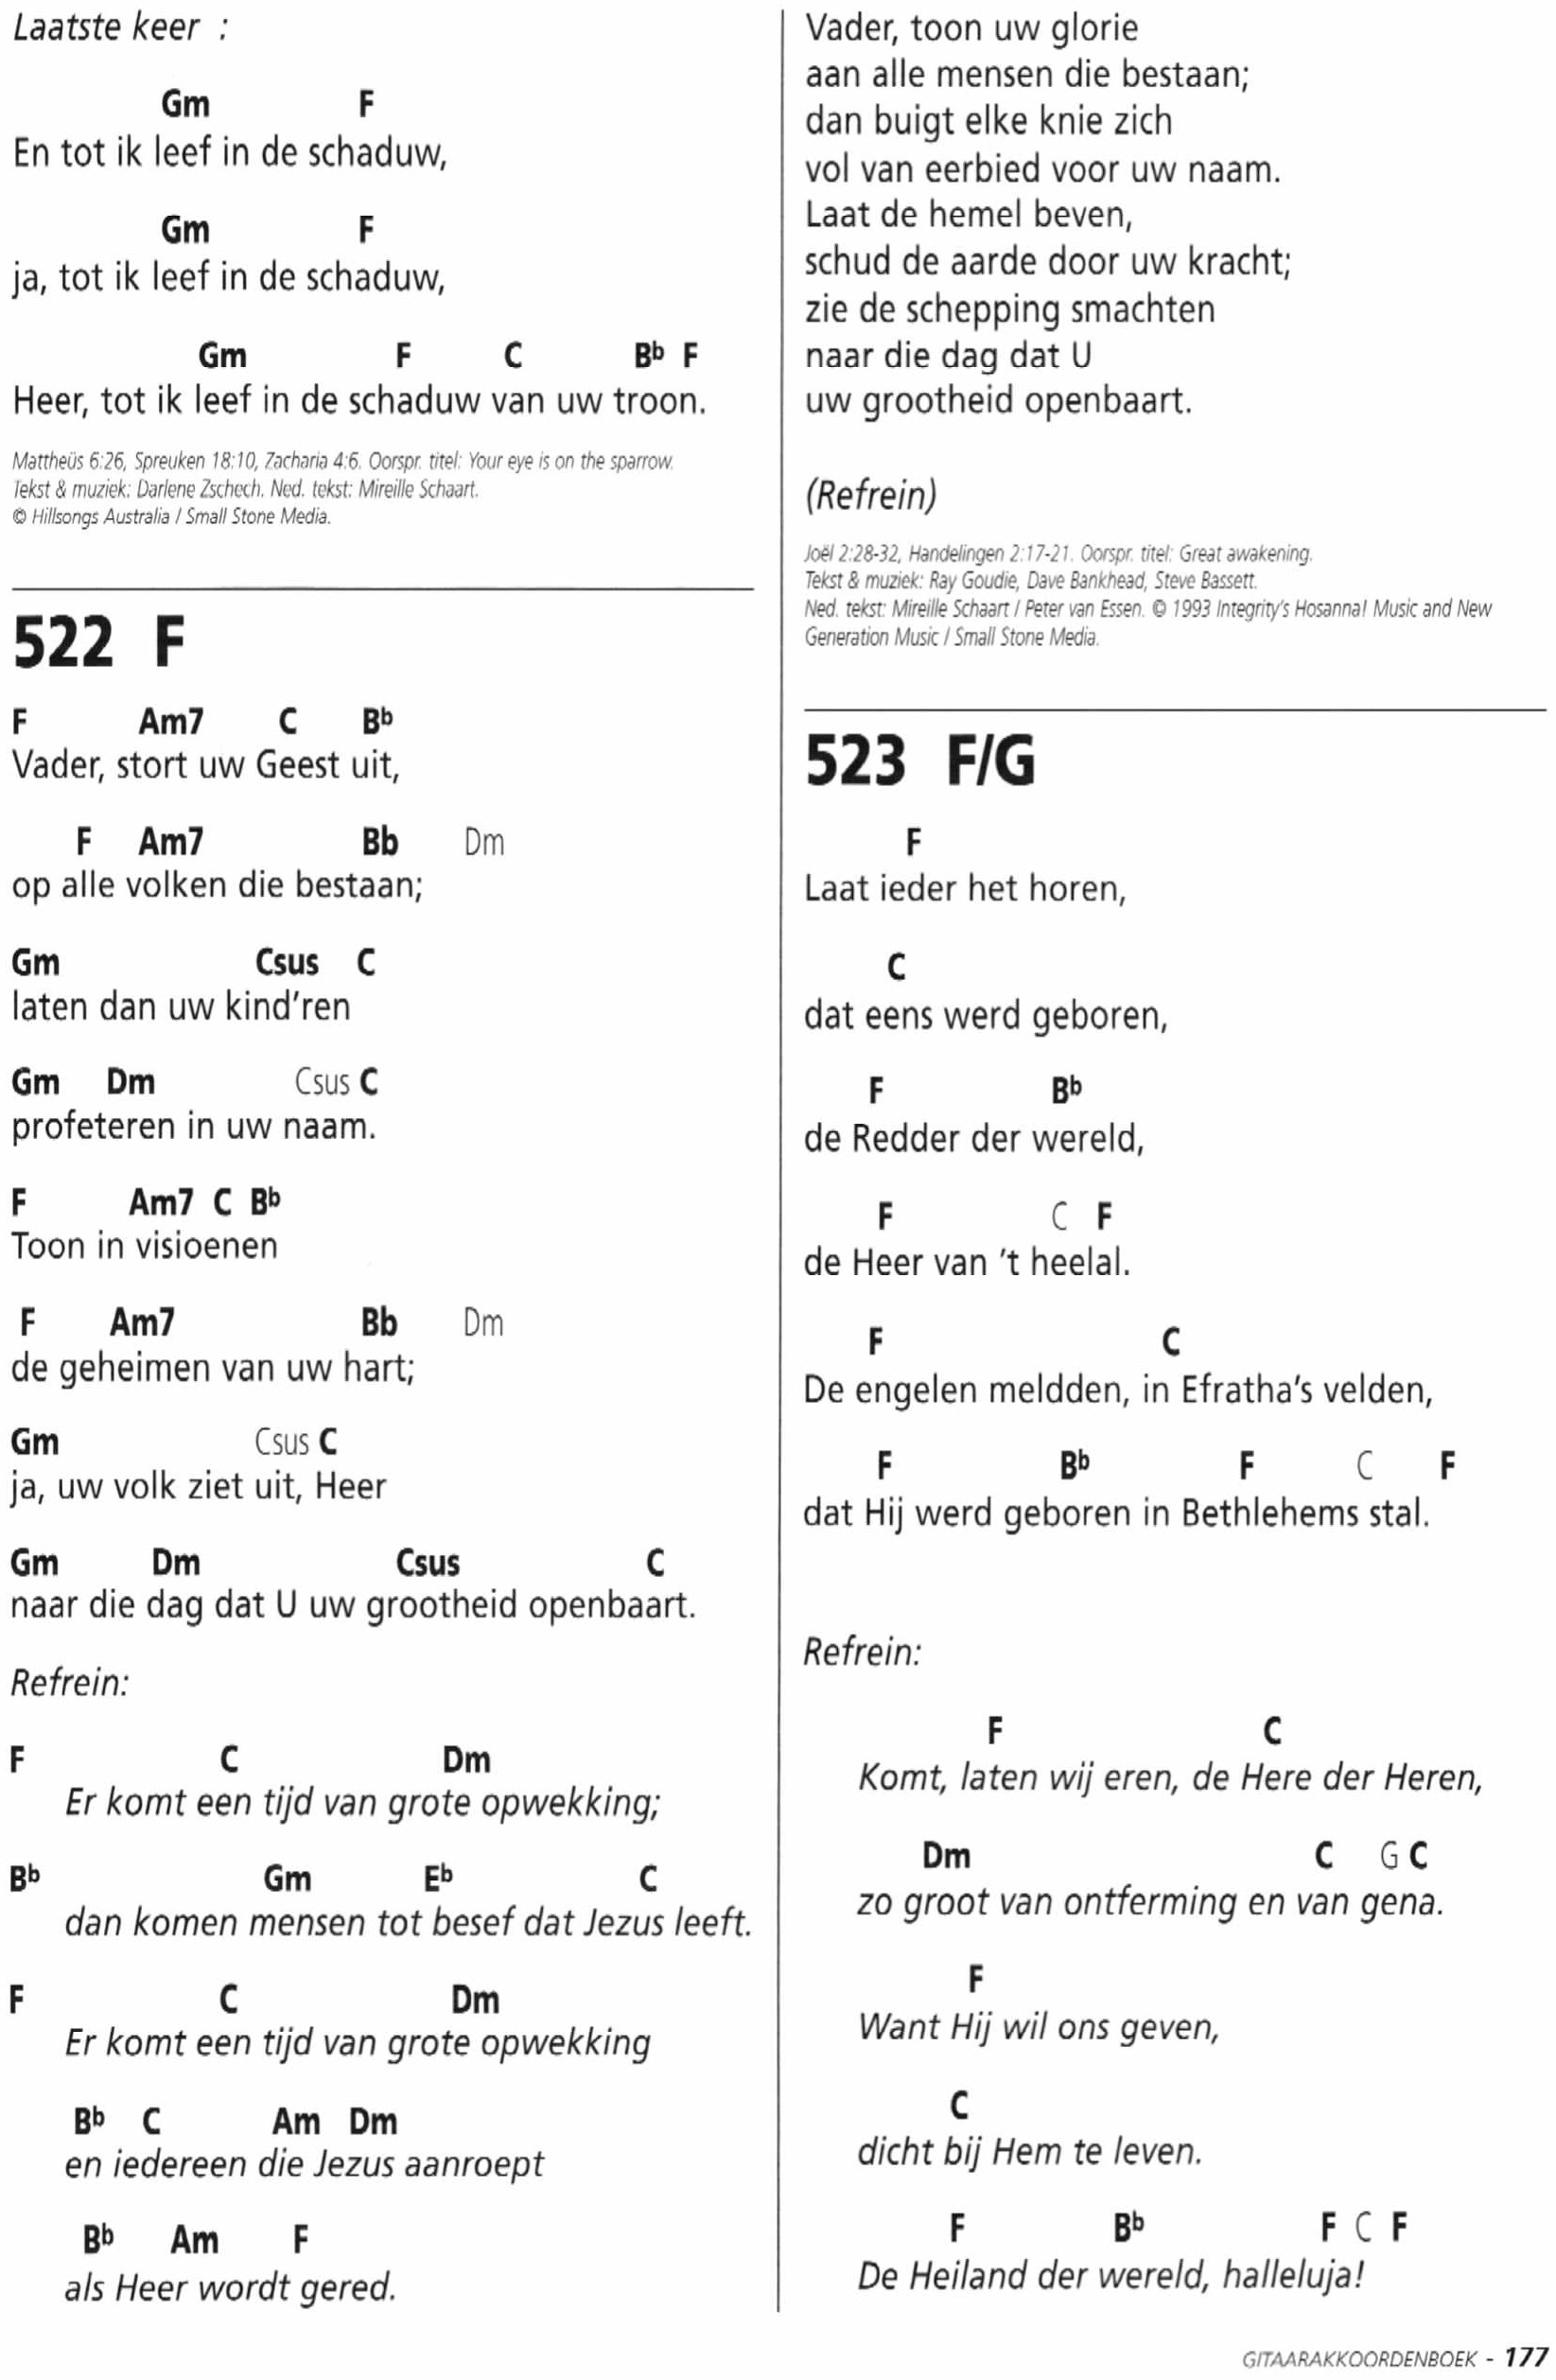 Laatste keer :
Gm F
En tot ik leef in de schaduw,
Gm F
ja, tot ik leef in de schaduw,
Gm F C Bb F
Heer, tot ik leef in de schaduw van uw troon.
Mattheüs 6:26, Spreuken 18:10, Zacharia 4:6. Oorspr. titel: Your eye is on the sparrow.
Tekst & muziek: Darlene Zschech. Ned. tekst: Mireille Schaart.
© Hillsongs Australia / Small Stone Media.
522 F
F Am7 C Bb
Vader, stort uw Geest uit,
F Am7 Bb Dm
op alle volken die bestaan;
Gm Csus C
laten dan uw kind'ren
Gm Dm Csus C
profeteren in uw naam.
F Am7 C Bb
Toon in visioenen
F Am7 Bb Dm
de geheimen van uw hart;
Gm Csus C
ja, uw volk ziet uit, Heer
Gm Dm Csus C
naar die dag dat U uw grootheid openbaart.
Refrein:
F C Dm
Er komt een tijd van grote opwekking;
Bb Gm Eb C
dan komen mensen tot besef dat Jezus leeft.
F C Dm
Er komt een tijd van grote opwekking
Bb C Am Dm
en iedereen die Jezus aanroept
Bb Am F
als Heer wordt gered.
Vader, toon uw glorie
aan alle mensen die bestaan;
dan buigt elke knie zich
vol van eerbied voor uw naam.
Laat de hemel beven,
schud de aarde door uw kracht;
zie de schepping smachten
naar die dag dat U
uw grootheid openbaart.
(Refrein)
Joël 2:28-32, Handelingen 2:17-21. Oorspr. titel: Great awakening.
Tekst & muziek: Ray Goudie, Dave Bankhead, Steve Bassett.
Ned. tekst: Mireille Schaart / Peter van Essen. © 1993 Integrity's Hosanna! Music and New
Generation Music / Small Stone Media.
523 F/G
F
Laat ieder het horen,
C
dat eens werd geboren,
F Bb
de Redder der wereld,
F C F
de Heer van 't heelal.
F C
De engelen meldden, in Efratha's velden,
F Bb F C F
dat Hij werd geboren in Bethlehems stal.
Refrein:
F C
Komt, laten wij eren, de Here der Heren,
Dm C G C
zo groot van ontferming en van gena.
F
Want Hij wil ons geven,
C
dicht bij Hem te leven.
F Bb F C F
De Heiland der wereld, halleluja!
GITAARAKKOORDENBOEK - 177